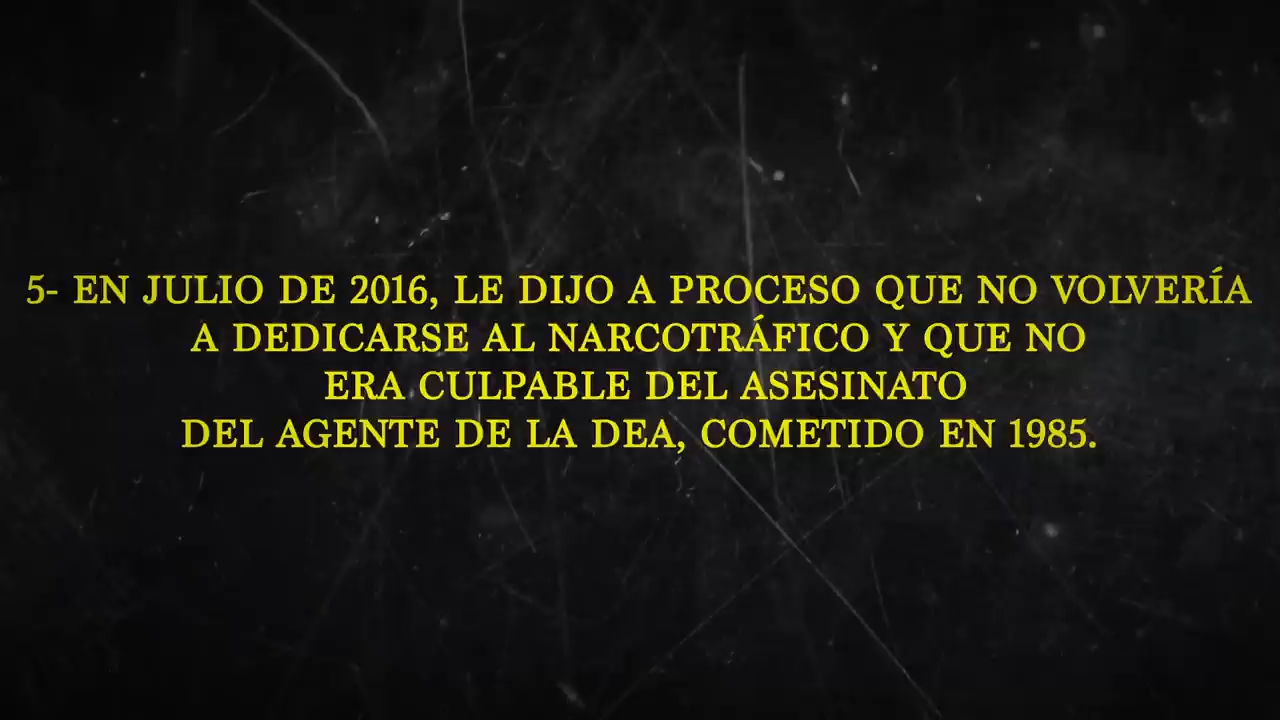 5- EN JULIO DE 2016, LE DIJO A PROCESO QUE NO VOLVERÍA
A DEDICARSE AL NARCOTRÁFICO Y QUE NO
ERA CULPABLE DEL ASESINATO
DEL AGENTE DE LA DEA, COMETIDO EN 1985.